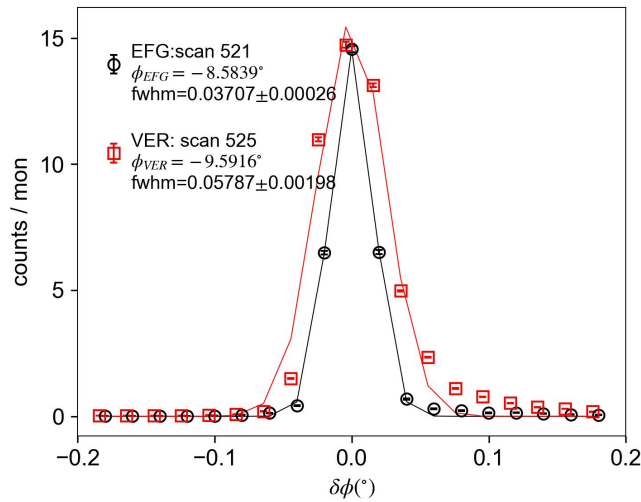 15
10
5
0
counts / mon
EFG:scan 521
ϕEFG = −8.5839°
fwhm=0.03707±0.00026
VER: scan 525
ϕVER = −9.5916°
fwhm=0.05787±0.00198
−0.2
−0.1
0.0
0.1
0.2
δϕ(°)